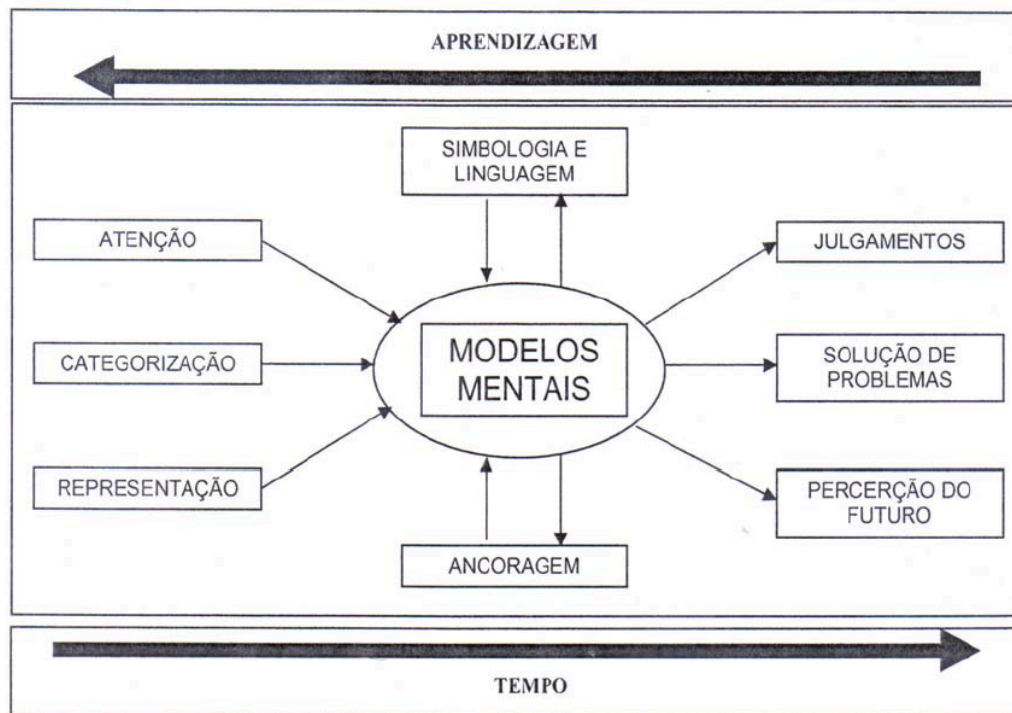 APRENDIZAGEM
SIMBOLOGIA E
LINGUAGEM
ATENÇÃO
JULGAMENTOS
CATEGORIZAÇÃO
MODELOS
MENTAIS
SOLUÇÃO DE
PROBLEMAS
REPRESENTAÇÃO
PERCERÇÃO DO
FUTURO
ANCORAGEM
TEMPO